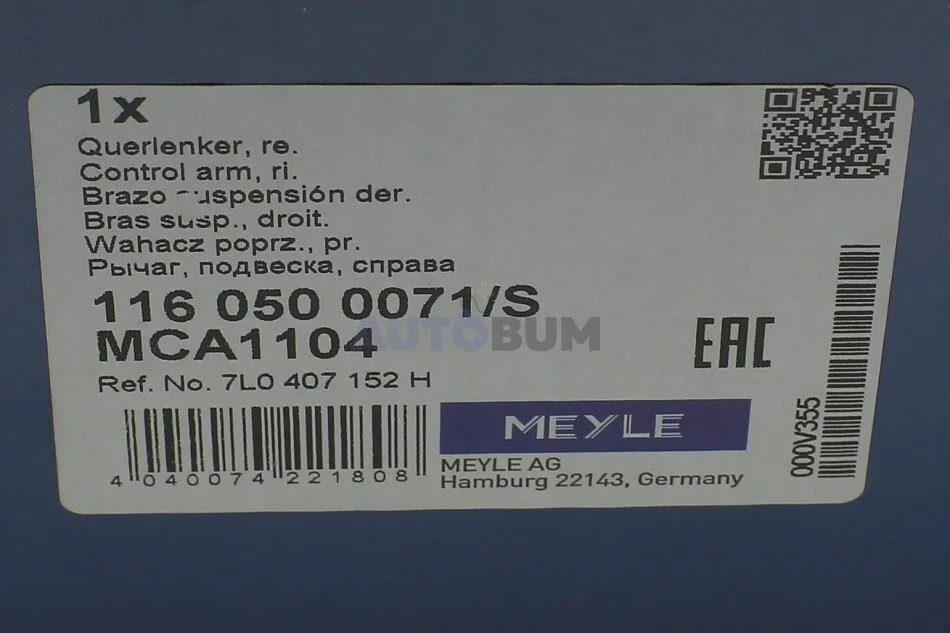 1x
Querlenker, re.
Control arm, ri.
Brazo suspensión der.
Bras susp., droit.
Wahacz poprz., pr.
Рычаг, подвеска, справа
116 050 0071/S
MCA1104
AUTOBUM
Ref. No. 7L0 407 152 H
EAC
MEYLE
MEYLE AG
Hamburg 22143, Germany
4 040074 221808
000V355